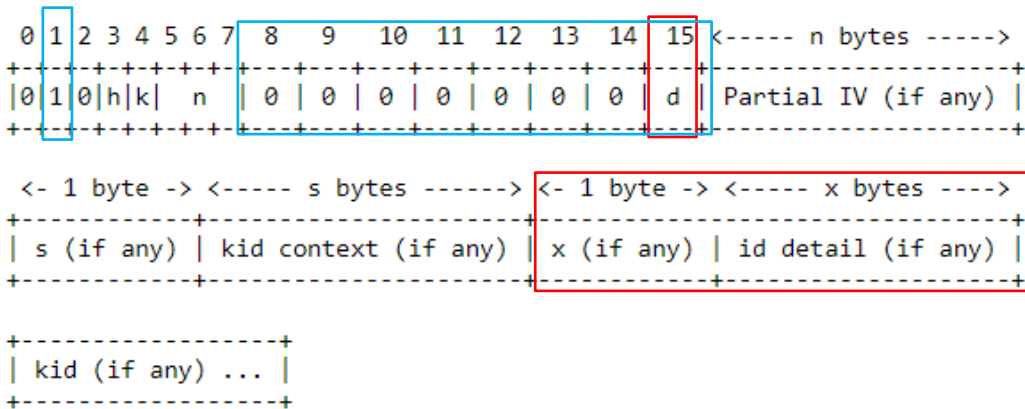 0 1 2 3 4 5 6 7  8   9   10  11  12  13  14  15 <----- n bytes ----->
+-+-+-+-+-+-+-+-+---+---+---+---+---+---+---+---+---------------------+
|0|1|0|h|k|  n  | 0 | 0 | 0 | 0 | 0 | 0 | 0 | d | Partial IV (if any) |
+-+-+-+-+-+-+-+-+---+---+---+---+---+---+---+---+---------------------+
<- 1 byte -> <----- s bytes ------> <- 1 byte -> <----- x bytes ---->
+------------+----------------------+------------+--------------------+
| s (if any) | kid context (if any) | x (if any) | id detail (if any) |
+------------+----------------------+------------+--------------------+
+------------------+
| kid (if any) ... |
+------------------+